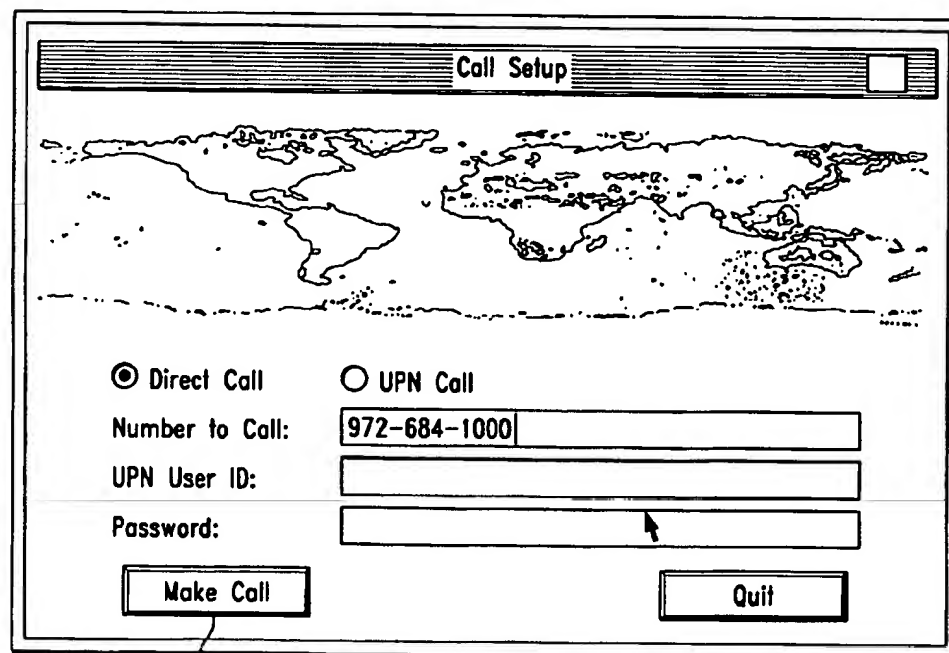 Call Setup
Direct Call UPN Call
Number to Call: 972-684-1000
UPN User ID:
Password:
Make Call Quit